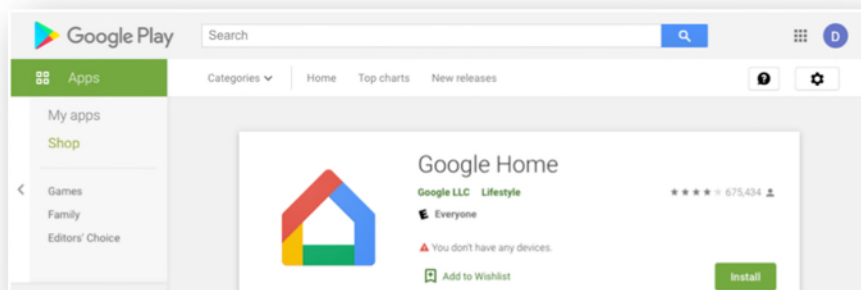 Google Play
Search
D
Apps
Categories
Home
Top charts
New releases
My apps
Shop
Games
Family
Editors' Choice
Google Home
Google LLC Lifestyle
675,434
E Everyone
You don't have any devices.
Add to Wishlist
Install